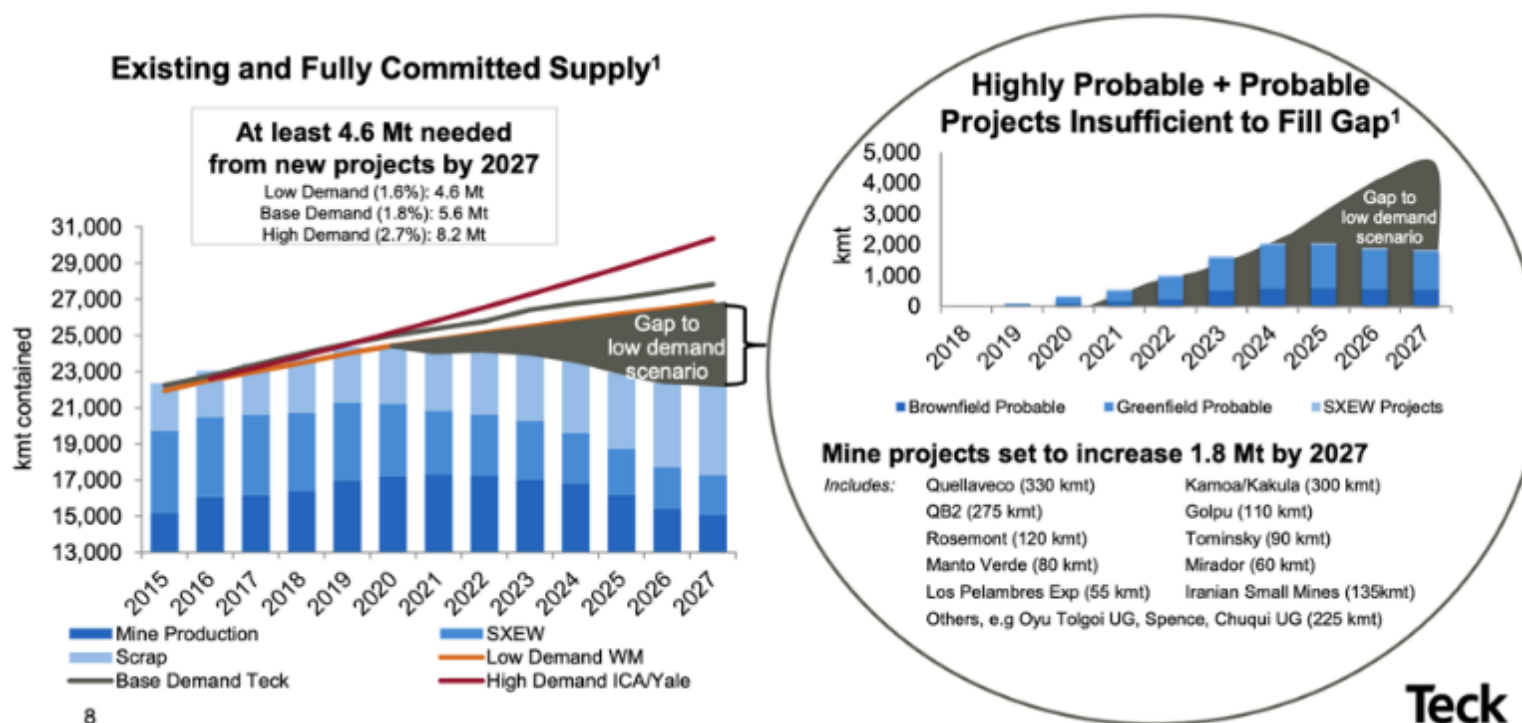 Existing and Fully Committed Supply¹
At least 4.6 Mt needed
from new projects by 2027
Low Demand (1.6%): 4.6 Mt
Base Demand (1.8%): 5.6 Mt
High Demand (2.7%): 8.2 Mt
kmt contained
31,000
29,000
27,000
25,000
23,000
21,000
19,000
17,000
15,000
13,000
Gap to
low demand
scenario
2015
2016
2017
2018
2019
2020
2021
2022
2023
2024
2025
2026
2027
Mine Production
SXEW
Scrap
Low Demand WM
Base Demand Teck
High Demand ICA/Yale
8
Highly Probable + Probable
Projects Insufficient to Fill Gap¹
kmt
5,000
4,000
3,000
2,000
1,000
0
Gap to
low demand
scenario
2018
2019
2020
2021
2022
2023
2024
2025
2026
2027
Brownfield Probable
Greenfield Probable
SXEW Projects
Mine projects set to increase 1.8 Mt by 2027
Includes:
Quellaveco (330 kmt)
Kamoa/Kakula (300 kmt)
QB2 (275 kmt)
Golpu (110 kmt)
Rosemont (120 kmt)
Tominsky (90 kmt)
Manto Verde (80 kmt)
Mirador (60 kmt)
Los Pelambres Exp (55 kmt)
Iranian Small Mines (135kmt)
Others, e.g Oyu Tolgoi UG, Spence, Chuqui UG (225 kmt)
Teck